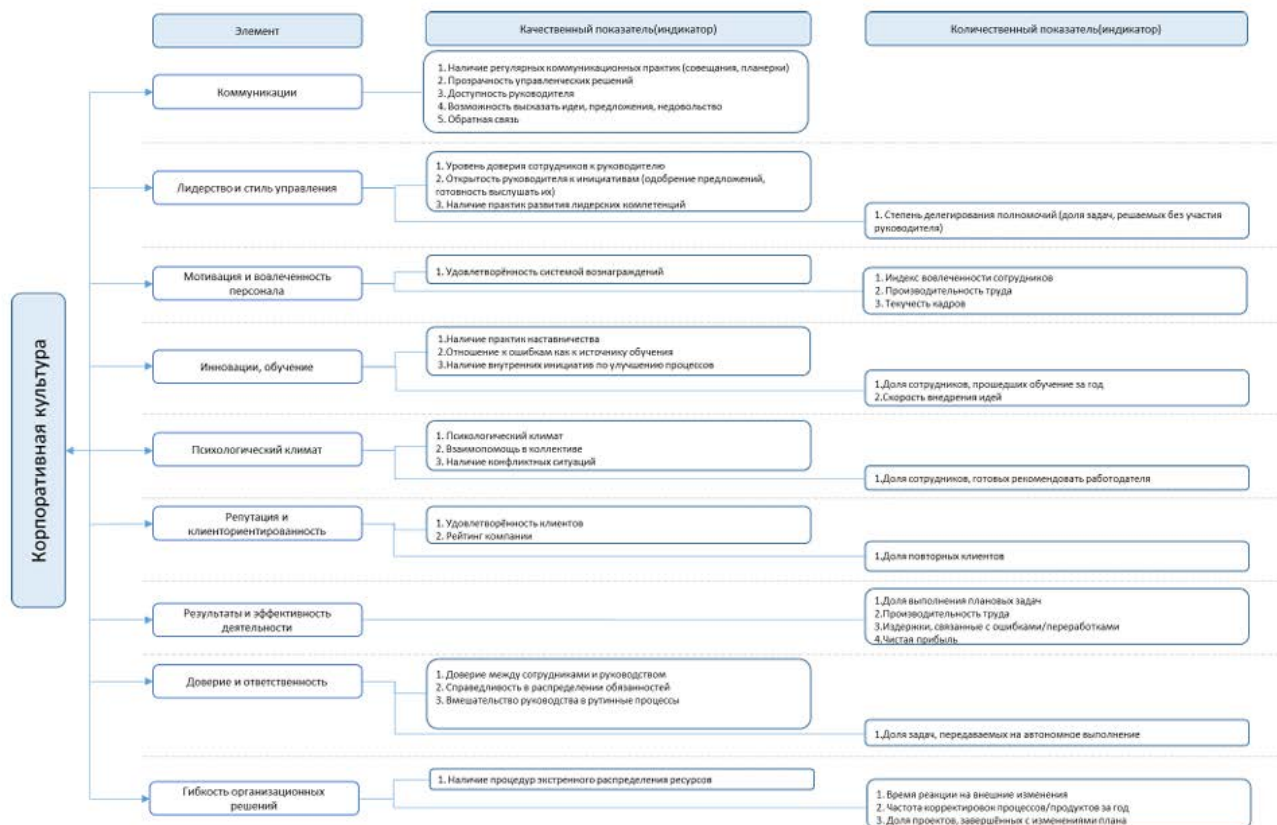 Элемент
Качественный показатель(индикатор)
Количественный показатель(индикатор)
Корпоративная культура
Коммуникации
1. Наличие регулярных коммуникационных практик (совещания, планерки)
2. Прозрачность управленческих решений
3. Доступность руководителя
4. Возможность высказать идеи, предложения, недовольство
5. Обратная связь
Лидерство и стиль управления
1. Уровень доверия сотрудников к руководителю
2. Открытость руководителя к инициативам (одобрение предложений,
готовность выслушать их)
3. Наличие практик развития лидерских компетенций
1. Степень делегирования полномочий (доля задач, решаемых без участия
руководителя)
Мотивация и вовлеченность
персонала
1. Удовлетворённость системой вознаграждений
1. Индекс вовлеченности сотрудников
2. Производительность труда
3. Текучесть кадров
Инновации, обучение
1.Наличие практик наставничества
2.Отношение к ошибкам как к источнику обучения
3.Наличие внутренних инициатив по улучшению процессов
1.Доля сотрудников, прошедших обучение за год
2.Скорость внедрения идей
Психологический климат
1. Психологический климат
2. Взаимопомощь в коллективе
3. Наличие конфликтных ситуаций
1.Доля сотрудников, готовых рекомендовать работодателя
Репутация и
клиенториентированность
1. Удовлетворённость клиентов
2. Рейтинг компании
1.Доля повторных клиентов
Результаты и эффективность
деятельности
1.Доля выполнения плановых задач
2.Производительность труда
3.Издержки, связанные с ошибками/переработками
4.Чистая прибыль
Доверие и ответственность
1. Доверие между сотрудниками и руководством
2. Справедливость в распределении обязанностей
3. Вмешательство руководства в рутинные процессы
1.Доля задач, передаваемых на автономное выполнение
Гибкость организационных
решений
1. Наличие процедур экстренного распределения ресурсов
1. Время реакции на внешние изменения
2. Частота корректировок процессов/продуктов за год
3. Доля проектов, завершённых с изменениями плана